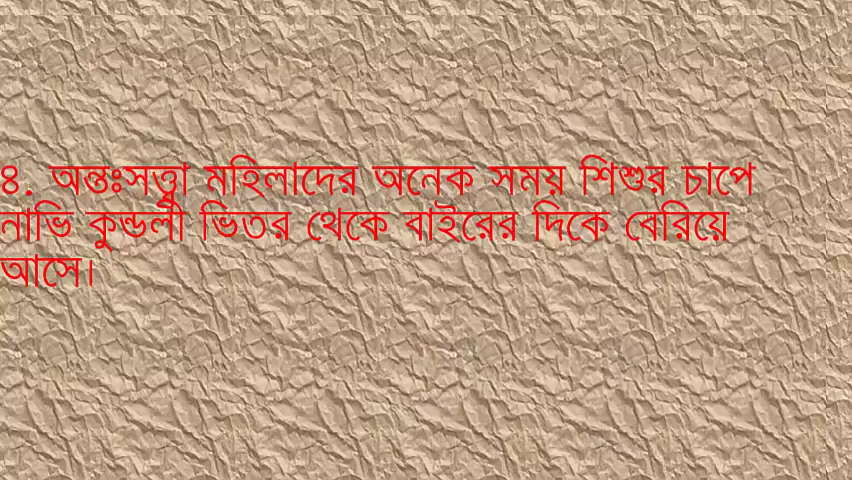 ৪. অন্তঃসত্ত্বা মহিলাদের অনেক সময় শিশুর চাপে
নাভি কুন্ডলী ভিতর থেকে বাইরের দিকে বেরিয়ে
আসে।